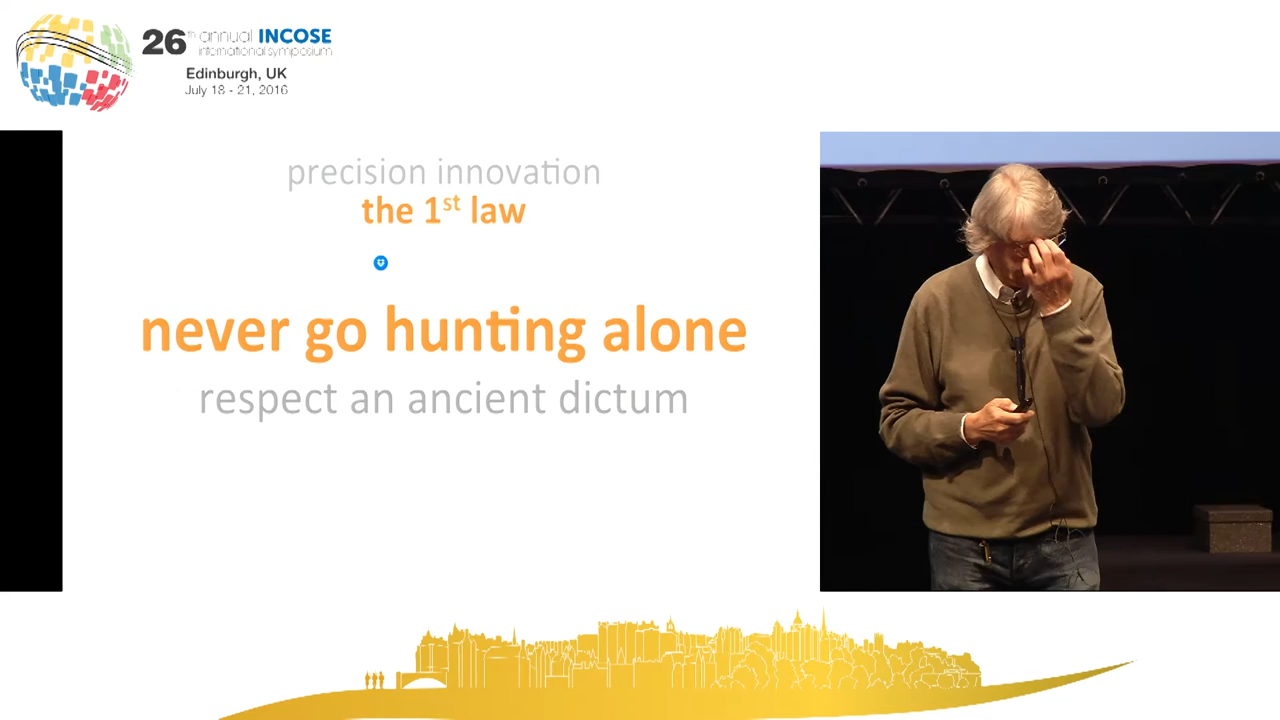 26th annual INCOSE
international symposium
Edinburgh, UK
July 18 - 21, 2016
precision innovation
the 1st law
never go hunting alone
respect an ancient dictum